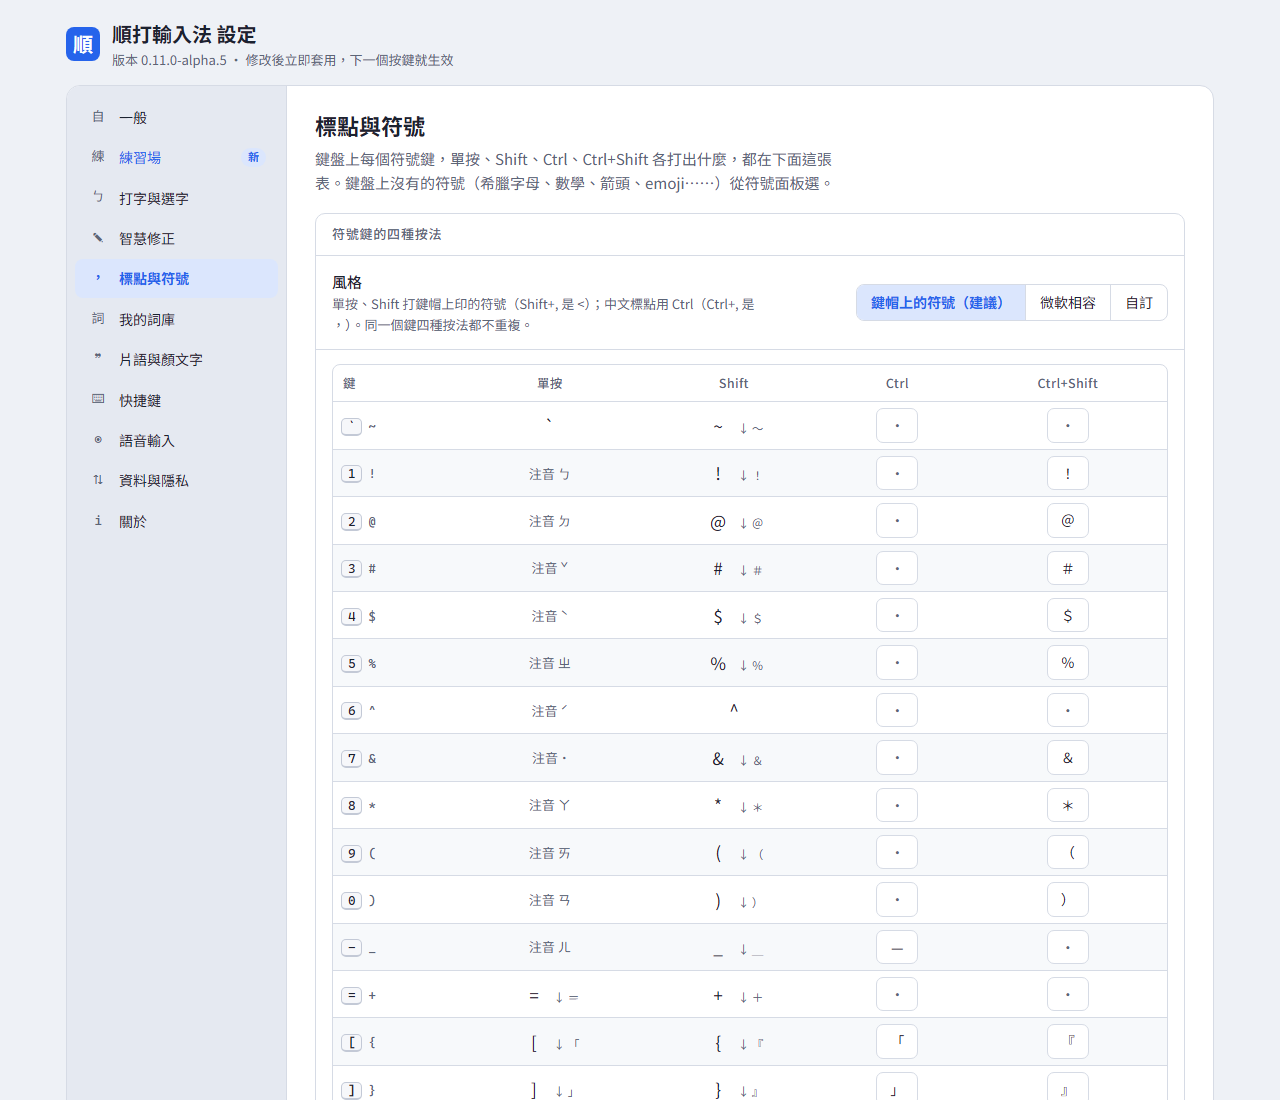 順 順打輸入法 設定
版本 0.11.0-alpha.5 · 修改後立即套用，下一個按鍵就生效
自 一般
練 練習場 新
ㄅ 打字與選字
✎ 智慧修正
， 標點與符號
詞 我的詞庫
❞ 片語與顏文字
⌨ 快捷鍵
◉ 語音輸入
⇅ 資料與隱私
i 關於
標點與符號
鍵盤上每個符號鍵，單按、Shift、Ctrl、Ctrl+Shift 各打出什麼，都在下面這張
表。鍵盤上沒有的符號（希臘字母、數學、箭頭、emoji……）從符號面板選。
符號鍵的四種按法
風格
單按、Shift 打鍵帽上印的符號（Shift+, 是 <）；中文標點用 Ctrl（Ctrl+, 是
，）。同一個鍵四種按法都不重複。
鍵帽上的符號（建議） 微軟相容 自訂
鍵 單按 Shift Ctrl Ctrl+Shift
` ~ ` ~ ↓～ · ·
1 ! 注音 ㄅ ! ↓！ · ！
2 @ 注音 ㄉ @ ↓＠ · ＠
3 # 注音 ˇ # ↓＃ · ＃
4 $ 注音 ˋ $ ↓＄ · ＄
5 % 注音 ㄓ % ↓％ · ％
6 ^ 注音 ˊ ^ · ·
7 & 注音 ˙ & ↓＆ · ＆
8 * 注音 ㄚ * ↓＊ · ＊
9 ( 注音 ㄞ ( ↓（ · （
0 ) 注音 ㄢ ) ↓） · ）
- _ 注音 ㄦ _ ↓＿ — ·
= + = ↓＝ + ↓＋ · ·
[ { [ ↓「 { ↓『 「 『
] } ] ↓」 } ↓』 」 』